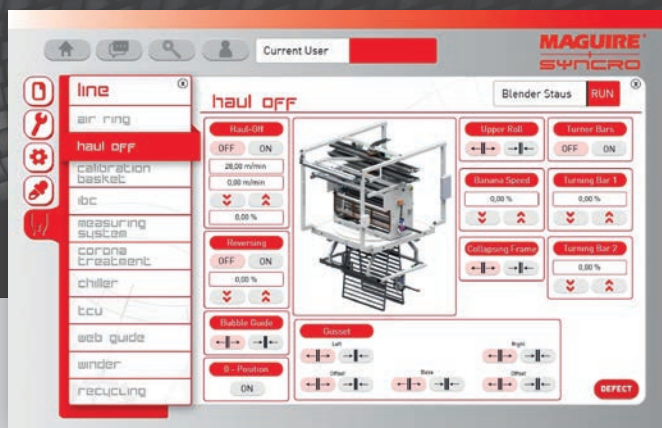 Current User
MAGUIRE
SYNCRO
line
haul off
Blender Staus
RUN
air ring
haul off
calibration
basket
ibc
measuring
system
corona
treatment
chiller
tcu
web guide
winder
recycling
Haul-Off
OFF ON
28,00 m/min
0,00 m/min
0,00 %
Reversing
OFF ON
0,00 %
Bubble Guide
0 - Position
ON
Upper Roll
Banana Speed
0,00 %
Collapsing Frame
Turner Bars
OFF ON
Turning Bar 1
0,00 %
Turning Bar 2
0,00 %
Gusset
Left Right
Offset Base Offset
DEFECT